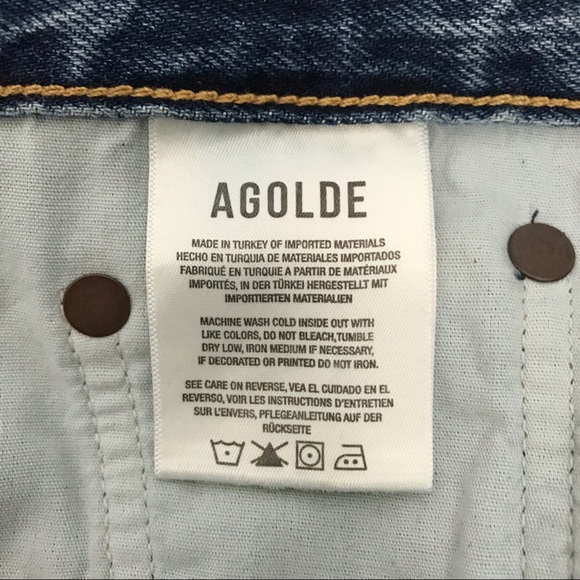 AGOLDE
MADE IN TURKEY OF IMPORTED MATERIALS
HECHO EN TURQUIA DE MATERIALES IMPORTADOS
FABRIQUÉ EN TURQUIE A PARTIR DE MATÉRIAUX
IMPORTÉS, IN DER TÜRKEI HERGESTELLT MIT
IMPORTIERTEN MATERIALIEN
MACHINE WASH COLD INSIDE OUT WITH
LIKE COLORS, DO NOT BLEACH,TUMBLE
DRY LOW, IRON MEDIUM IF NECESSARY,
IF DECORATED OR PRINTED DO NOT IRON.
SEE CARE ON REVERSE, VEA EL CUIDADO EN EL
REVERSO, VOIR LES INSTRUCTIONS D'ENTRETIEN
SUR L'ENVERS, PFLEGEANLEITUNG AUF DER
RÜCKSEITE